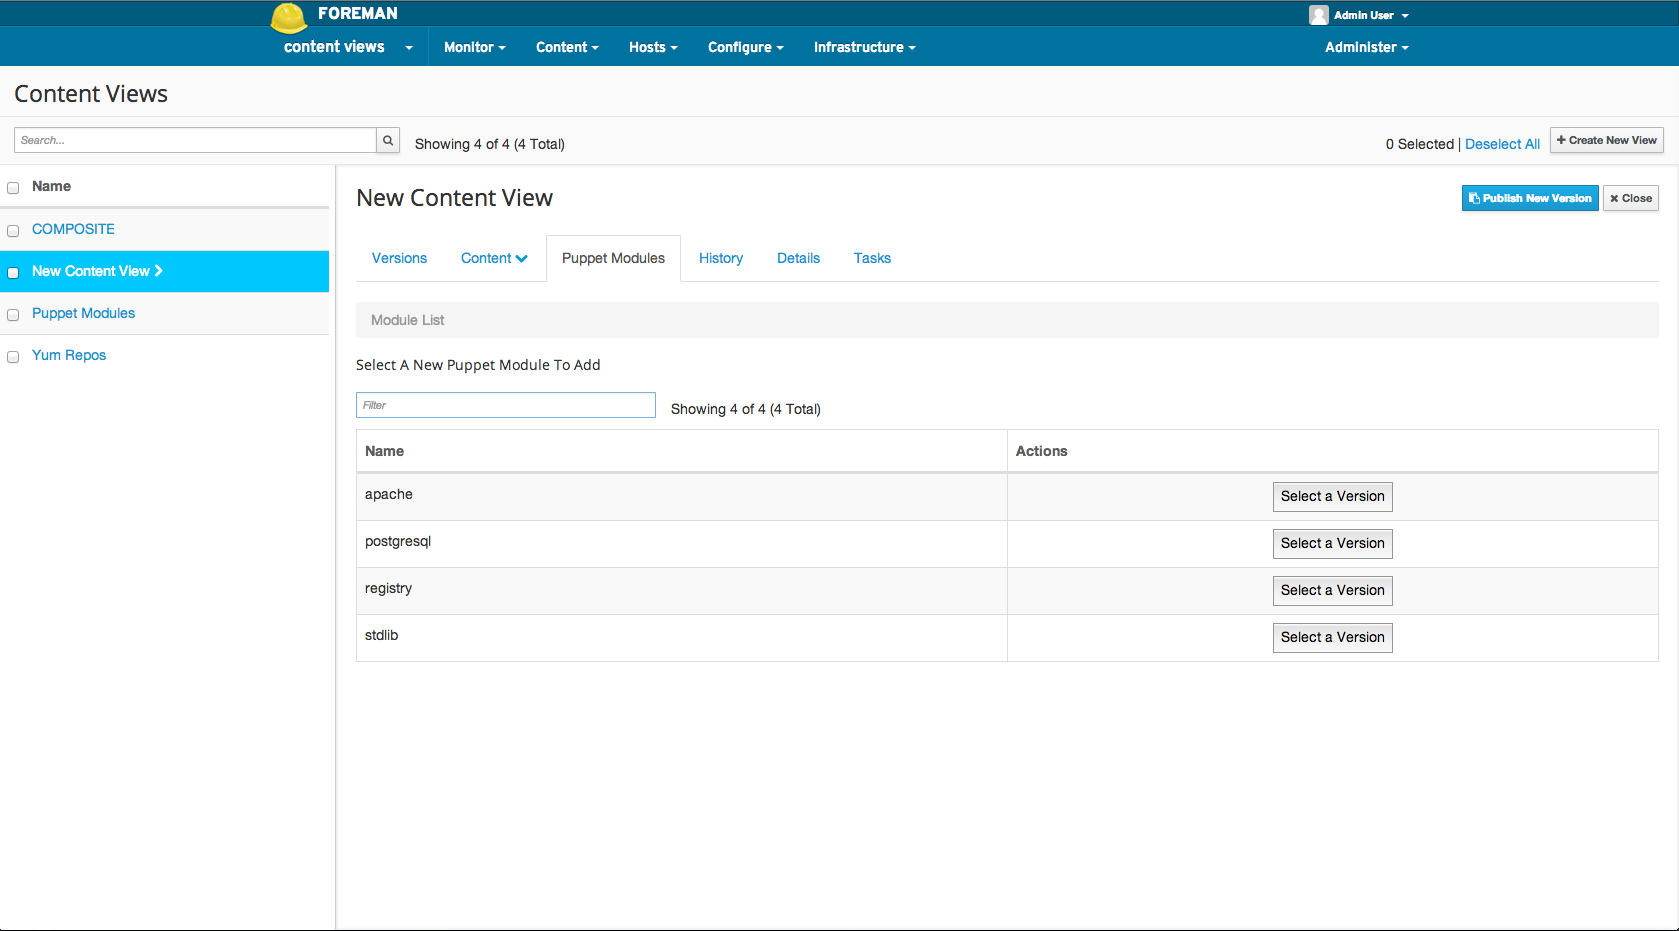 FOREMAN
Admin User
content views Monitor Content Hosts Configure Infrastructure Administer
Content Views
Search...
Showing 4 of 4 (4 Total)
0 Selected | Deselect All
Create New View
Name
COMPOSITE
New Content View
Puppet Modules
Yum Repos
New Content View
Publish New Version
Close
Versions Content Puppet Modules History Details Tasks
Module List
Select A New Puppet Module To Add
Filter
Showing 4 of 4 (4 Total)
Name Actions
apache Select a Version
postgresql Select a Version
registry Select a Version
stdlib Select a Version